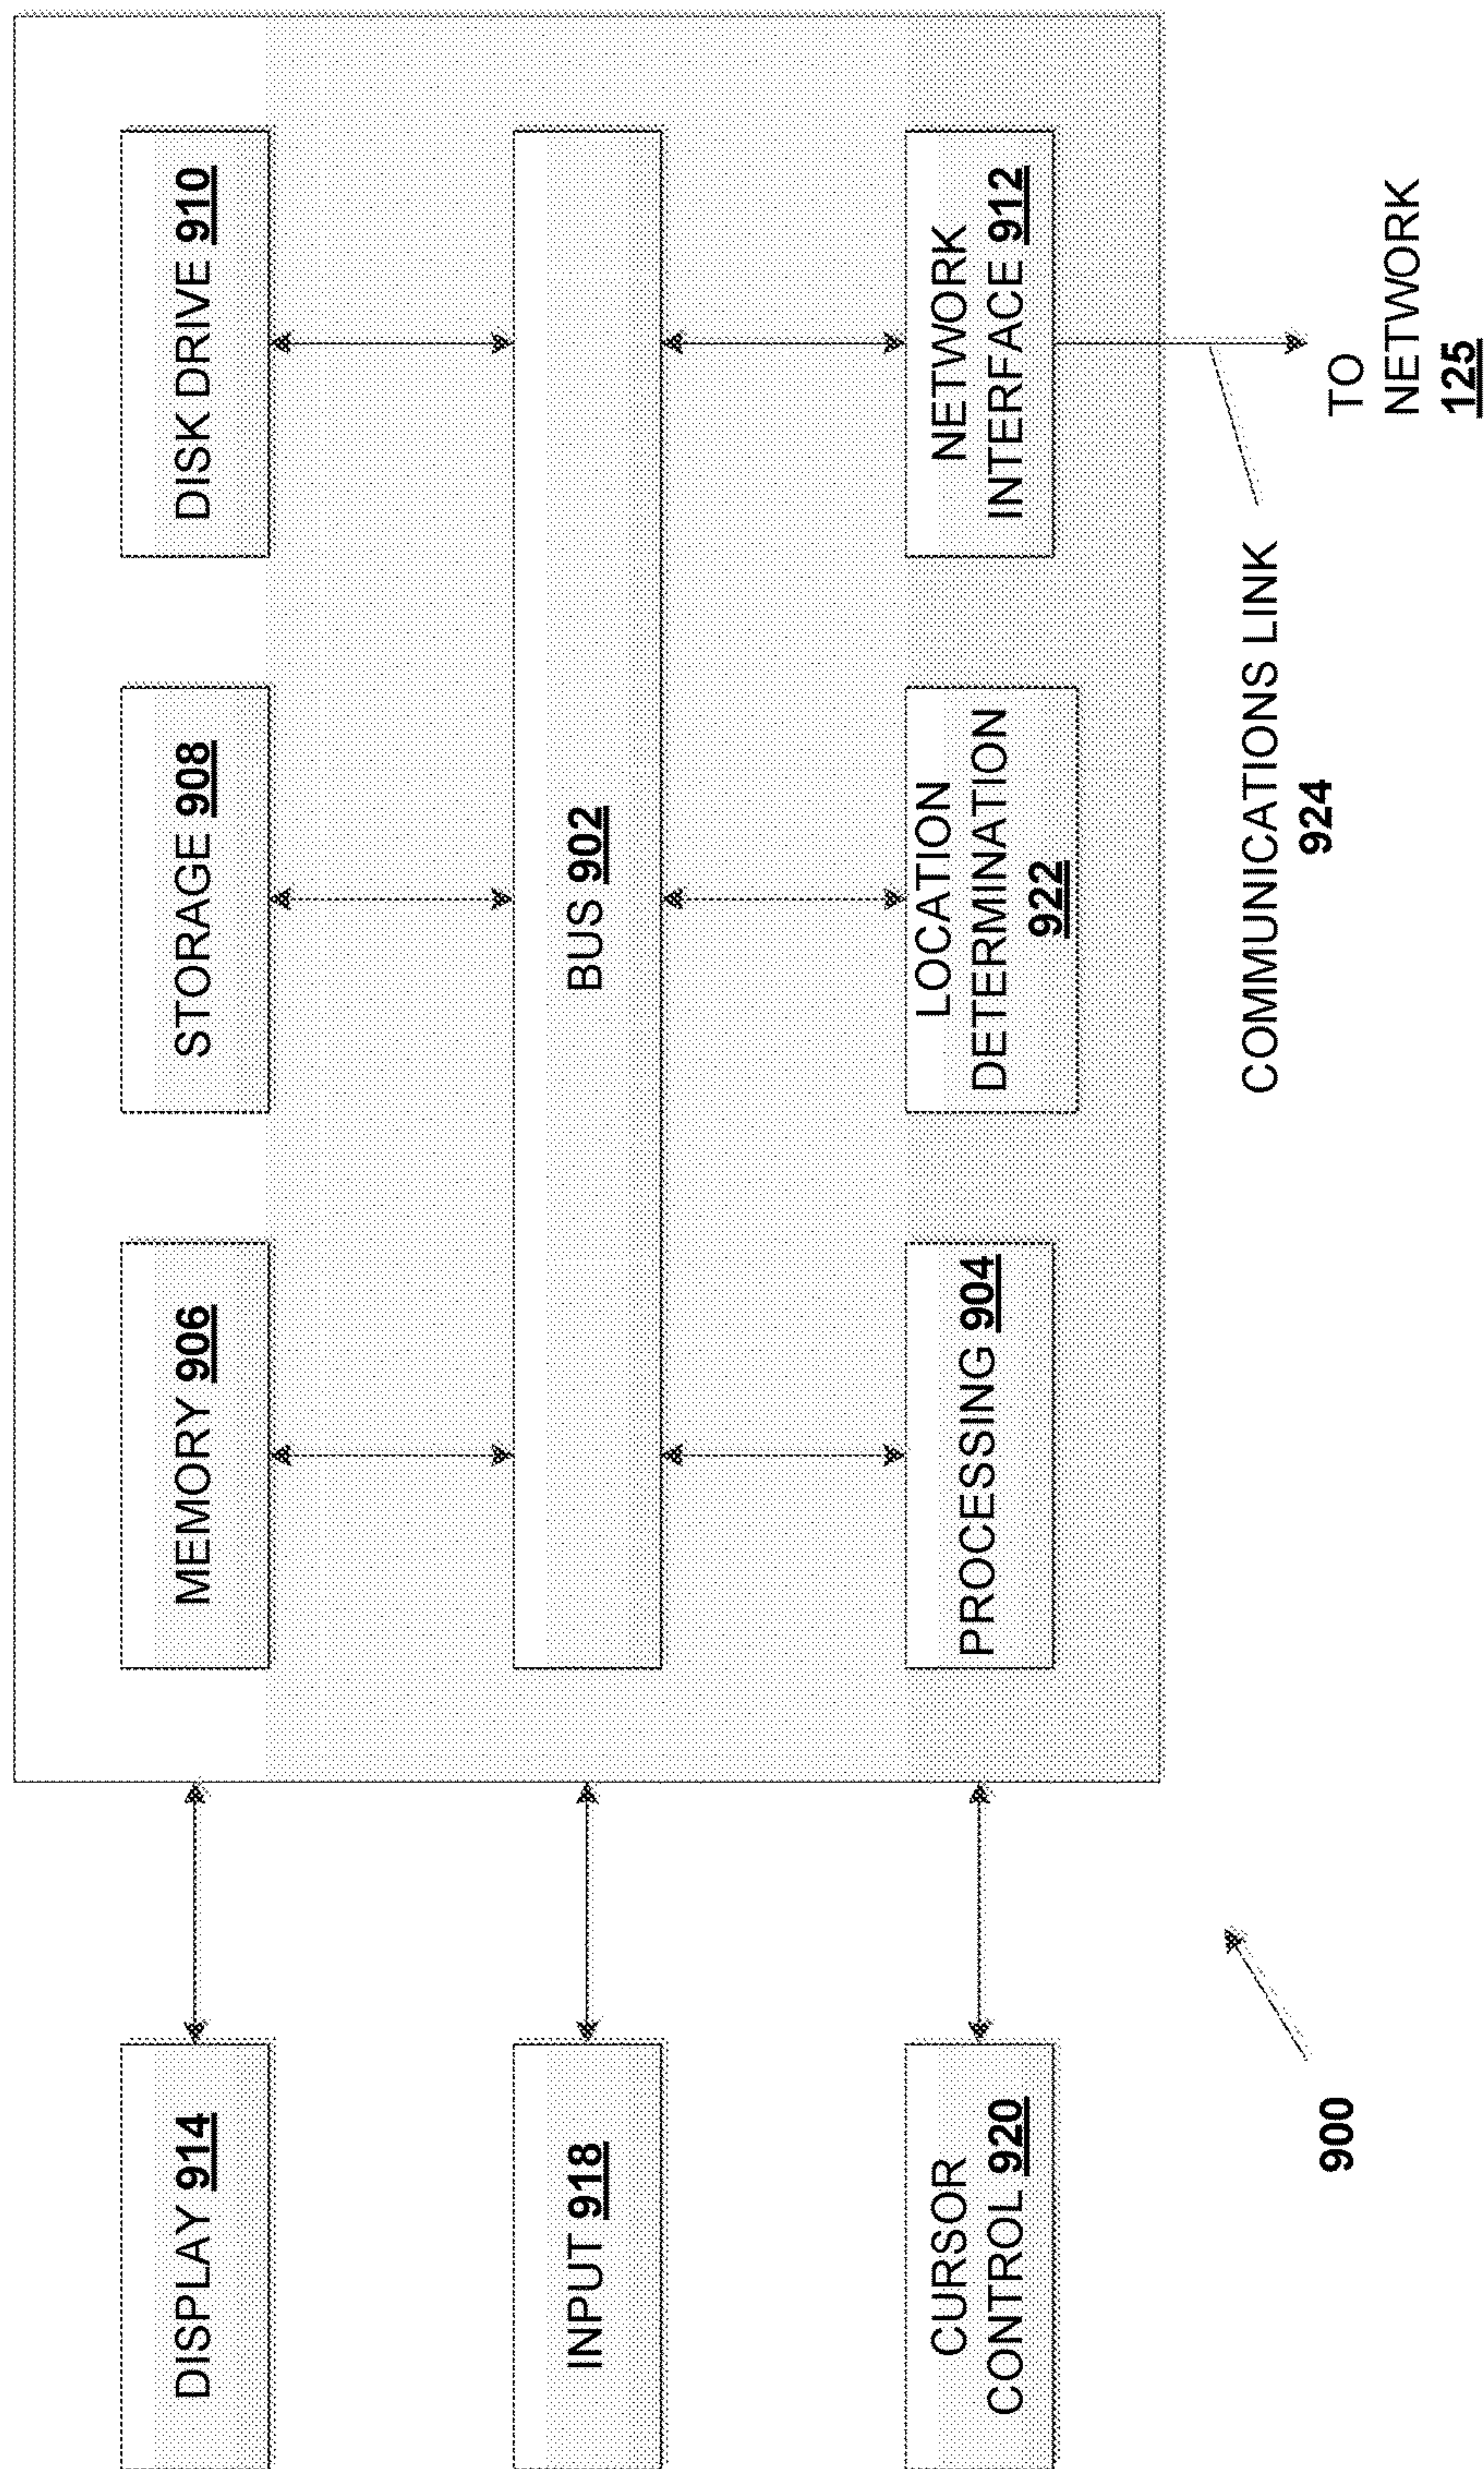 DISPLAY 914
MEMORY 906
STORAGE 908
DISK DRIVE 910
INPUT 918
BUS 902
CURSOR
CONTROL 920
PROCESSING 904
LOCATION
DETERMINATION
922
NETWORK
INTERFACE 912
900
COMMUNICATIONS LINK
924
TO
NETWORK
125